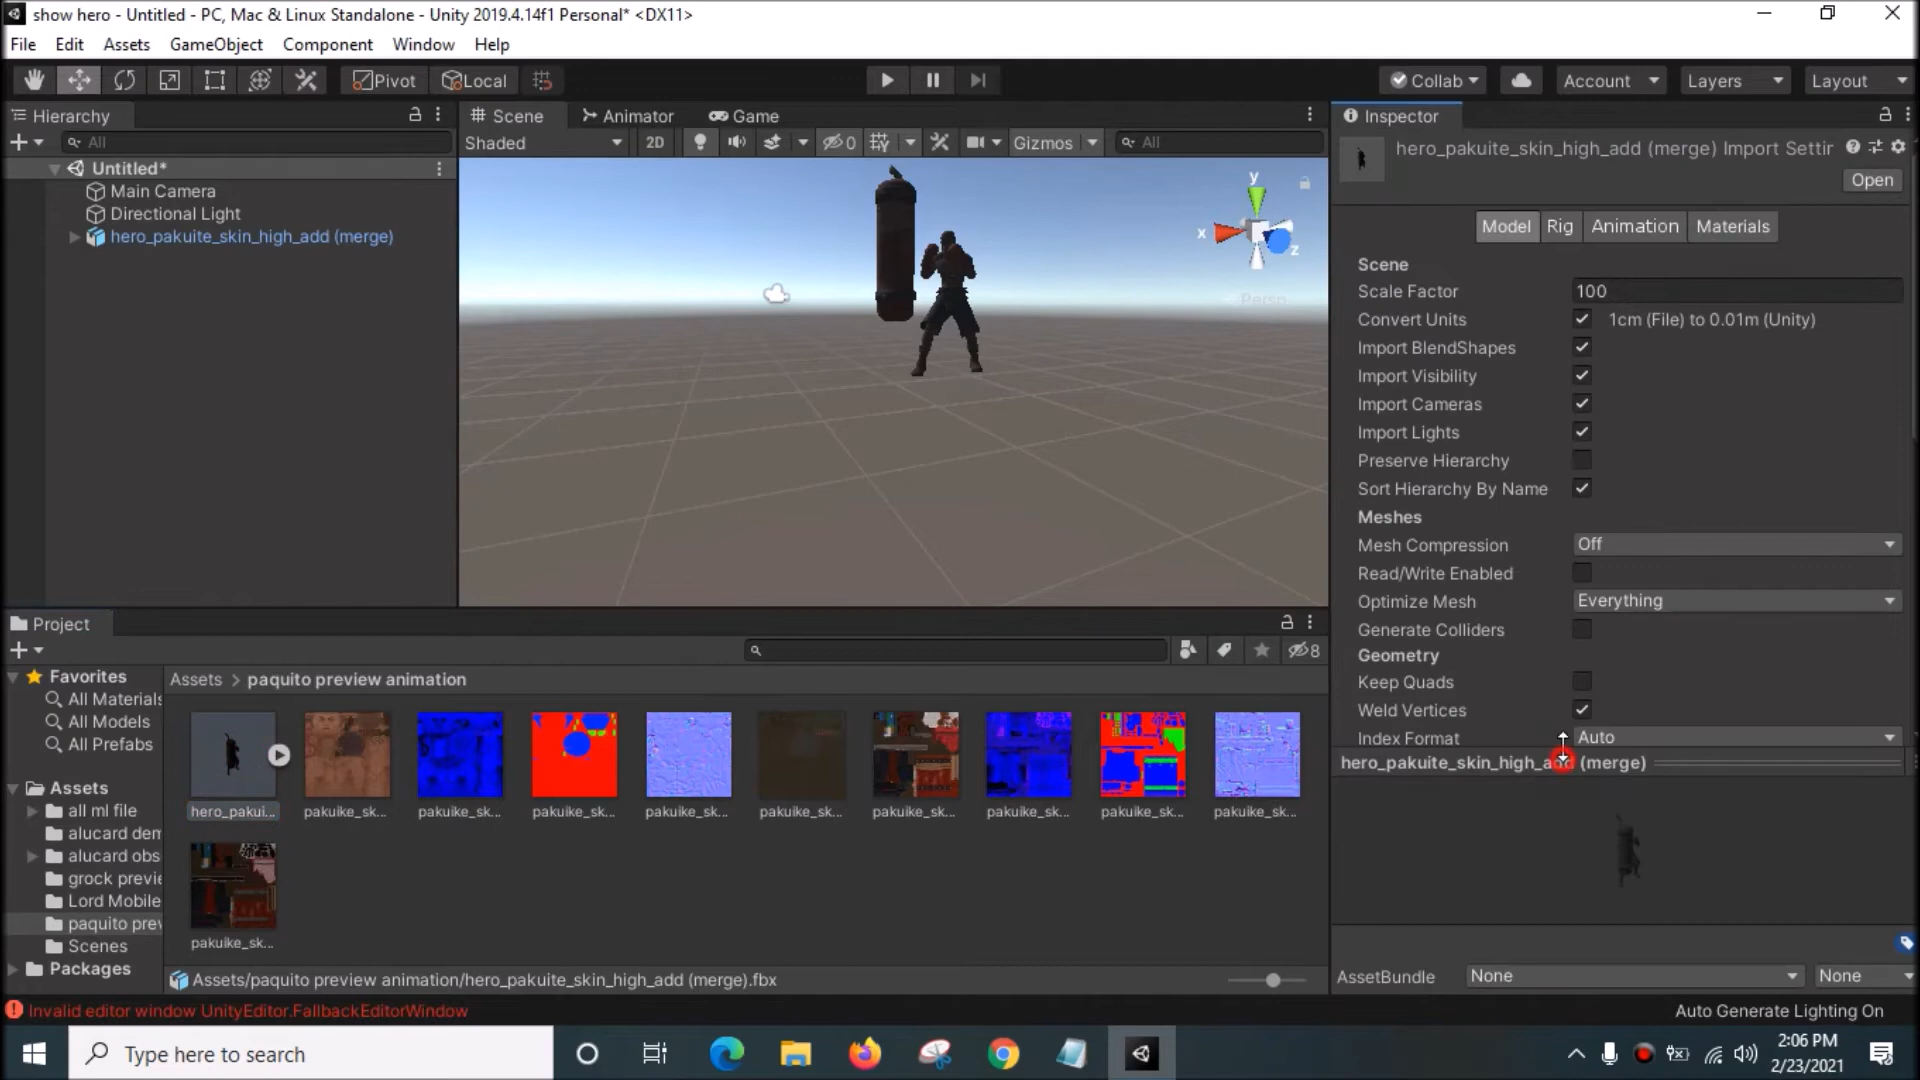 show hero - Untitled - PC, Mac & Linux Standalone - Unity 2019.4.14f1 Personal* <DX11>
File Edit Assets GameObject Component Window Help
Pivot Local Collab Account Layers Layout
Hierarchy
All
Untitled*
Main Camera
Directional Light
hero_pakuite_skin_high_add (merge)
Scene Animator Game
Shaded 2D 0 Gizmos All
y
x
z
Persp
Inspector
hero_pakuite_skin_high_add (merge) Import Settir
Open
Model Rig Animation Materials
Scene
Scale Factor 100
Convert Units 1cm (File) to 0.01m (Unity)
Import BlendShapes
Import Visibility
Import Cameras
Import Lights
Preserve Hierarchy
Sort Hierarchy By Name
Meshes
Mesh Compression Off
Read/Write Enabled
Optimize Mesh Everything
Generate Colliders
Geometry
Keep Quads
Weld Vertices
Index Format Auto
hero_pakuite_skin_high_add (merge)
AssetBundle None None
Project
8
Favorites
All Materials
All Models
All Prefabs
Assets
all ml file
alucard den
alucard obs
grock previe
Lord Mobile
paquito prev
Scenes
Packages
Assets > paquito preview animation
hero_pakui... pakuike_sk... pakuike_sk... pakuike_sk... pakuike_sk... pakuike_sk... pakuike_sk... pakuike_sk... pakuike_sk... pakuike_sk...
pakuike_sk...
Assets/paquito preview animation/hero_pakuite_skin_high_add (merge).fbx
Invalid editor window UnityEditor.FallbackEditorWindow
Auto Generate Lighting On
Type here to search
2:06 PM
2/23/2021